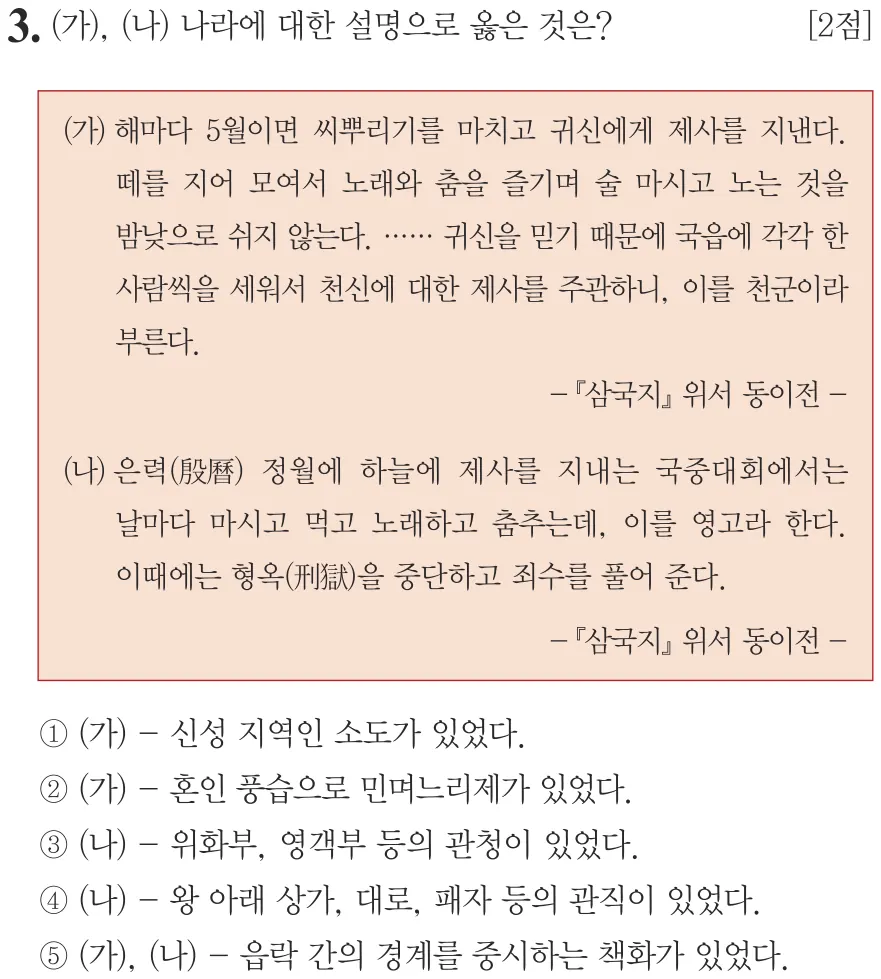 3. (가), (나) 나라에 대한 설명으로 옳은 것은? [2점]
(가) 해마다 5월이면 씨뿌리기를 마치고 귀신에게 제사를 지낸다.
떼를 지어 모여서 노래와 춤을 즐기며 술 마시고 노는 것을
밤낮으로 쉬지 않는다. …… 귀신을 믿기 때문에 국읍에 각각 한
사람씩을 세워서 천신에 대한 제사를 주관하니, 이를 천군이라
부른다.
- 『삼국지』 위서 동이전 -
(나) 은력(殷曆) 정월에 하늘에 제사를 지내는 국중대회에서는
날마다 마시고 먹고 노래하고 춤추는데, 이를 영고라 한다.
이때에는 형옥(刑獄)을 중단하고 죄수를 풀어 준다.
- 『삼국지』 위서 동이전 -
① (가) - 신성 지역인 소도가 있었다.
② (가) - 혼인 풍습으로 민며느리제가 있었다.
③ (나) - 위화부, 영객부 등의 관청이 있었다.
④ (나) - 왕 아래 상가, 대로, 패자 등의 관직이 있었다.
⑤ (가), (나) - 읍락 간의 경계를 중시하는 책화가 있었다.